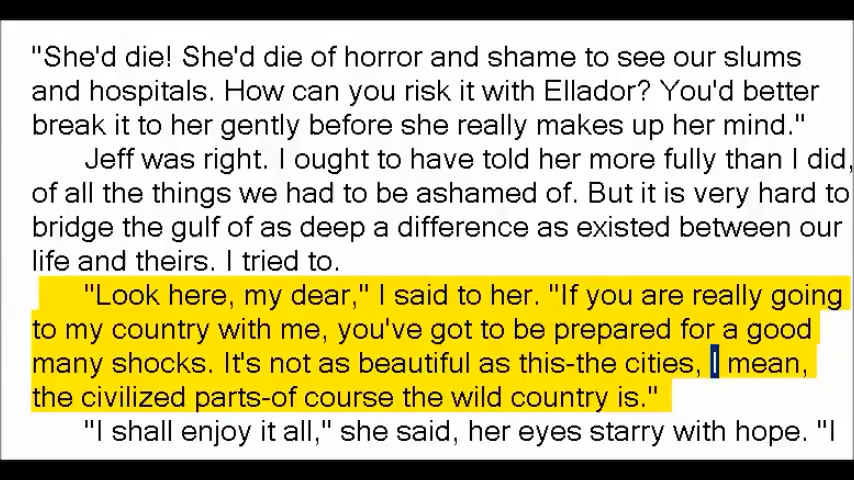 "She'd die! She'd die of horror and shame to see our slums
and hospitals. How can you risk it with Ellador? You'd better
break it to her gently before she really makes up her mind."
Jeff was right. I ought to have told her more fully than I did,
of all the things we had to be ashamed of. But it is very hard to
bridge the gulf of as deep a difference as existed between our
life and theirs. I tried to.
"Look here, my dear," I said to her. "If you are really going
to my country with me, you've got to be prepared for a good
many shocks. It's not as beautiful as this-the cities, I mean,
the civilized parts-of course the wild country is."
"I shall enjoy it all," she said, her eyes starry with hope. "I